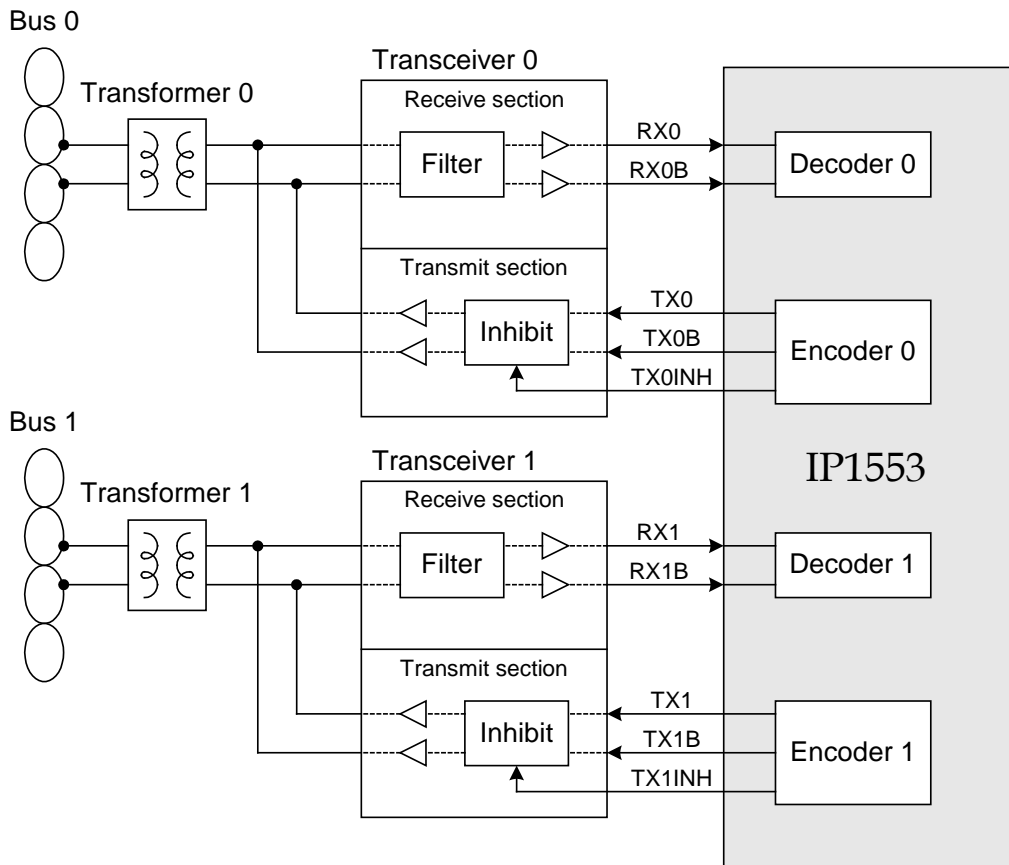 Bus 0
Transformer 0
Transceiver 0
Receive section
Filter
RX0
RX0B
Decoder 0
Transmit section
Inhibit
TX0
TX0B
TX0INH
Encoder 0
IP1553
Bus 1
Transformer 1
Transceiver 1
Receive section
Filter
RX1
RX1B
Decoder 1
Transmit section
Inhibit
TX1
TX1B
TX1INH
Encoder 1